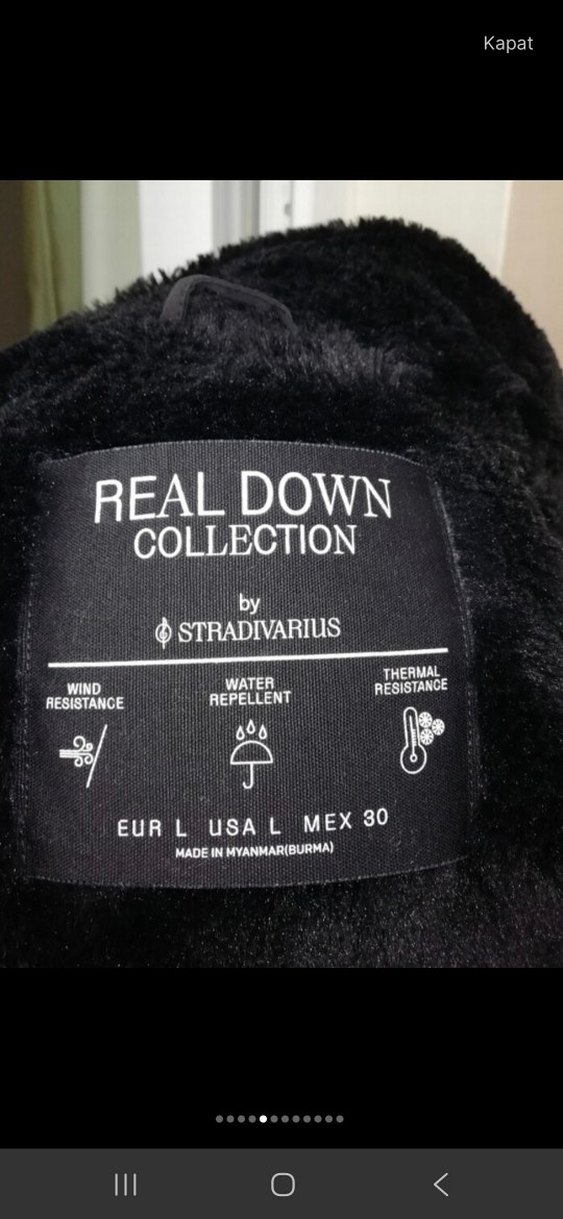 Kapat
REAL DOWN
COLLECTION
by
STRADIVARIUS
WIND
RESISTANCE
WATER
REPELLENT
THERMAL
RESISTANCE
EUR L USA L MEX 30
MADE IN MYANMAR(BURMA)